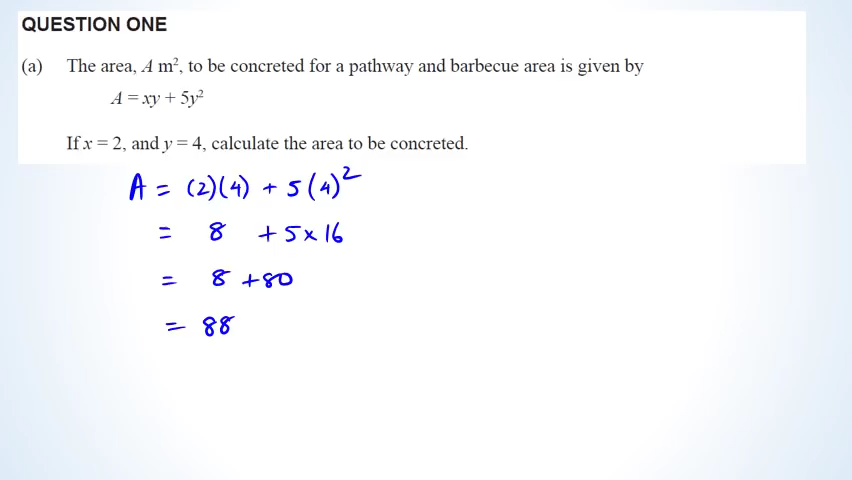 QUESTION ONE
(a) The area, A m², to be concreted for a pathway and barbecue area is given by
A = xy + 5y²
If x = 2, and y = 4, calculate the area to be concreted.
A = (2)(4) + 5(4)²
= 8 + 5 × 16
= 8 + 80
= 88